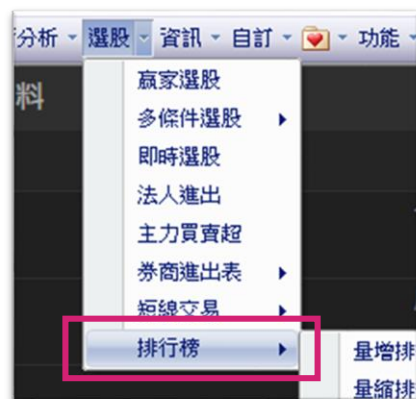 分析 選股 資訊 自訂 功能
料
贏家選股
多條件選股
即時選股
法人進出
主力買賣超
券商進出表
短線交易
排行榜
量增排
量縮排